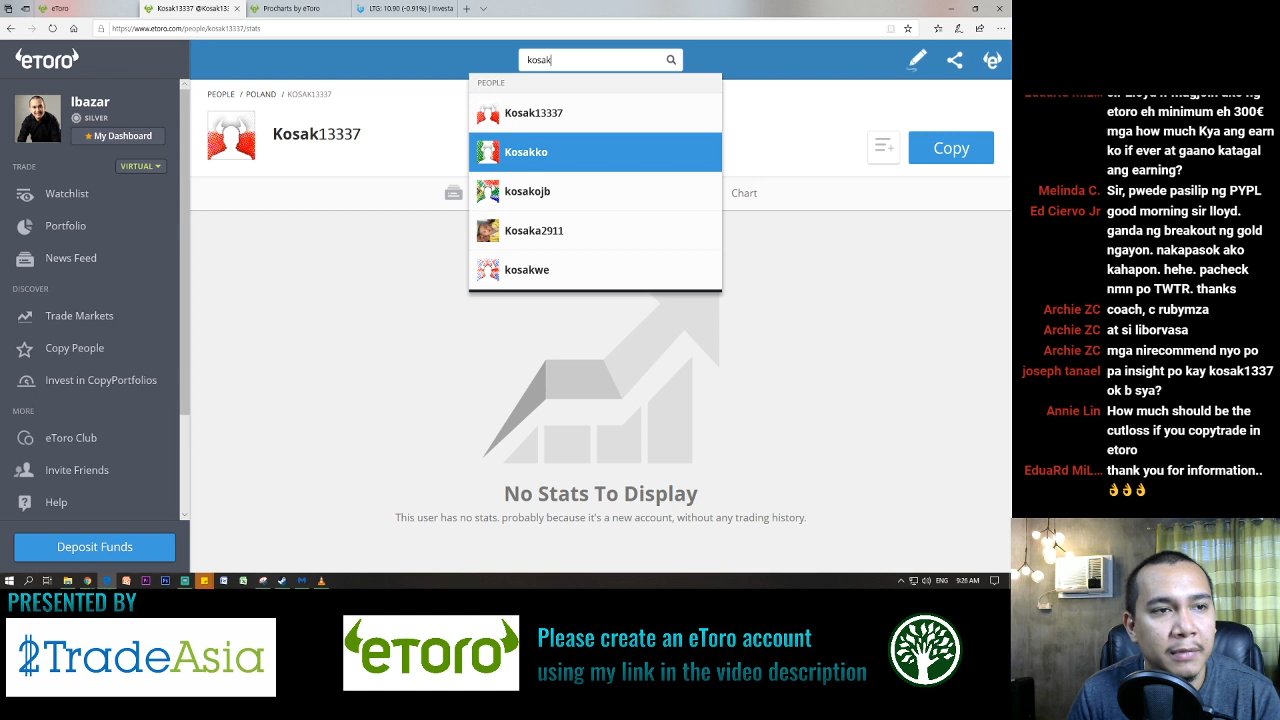 Kosak13337 @Kosak13:
Procharts by eToro
LTG: 10.90 (-0.91%) | Investa
https://www.etoro.com/people/kosak13337/stats
eToro
kosak
PEOPLE
Kosak13337
Kosakko
kosakojb
Kosaka2911
kosakwe
lbazar
SILVER
My Dashboard
TRADE
VIRTUAL
Watchlist
Portfolio
News Feed
DISCOVER
Trade Markets
Copy People
Invest in CopyPortfolios
MORE
eToro Club
Invite Friends
Help
Deposit Funds
PEOPLE / POLAND / KOSAK13337
Kosak13337
Copy
Chart
No Stats To Display
This user has no stats. probably because it's a new account, without any trading history.
ENG 9:26 AM
etoro eh minimum eh 300€
mga how much Kya ang earn
ko if ever at gaano katagal
ang earning?
Melinda C. Sir, pwede pasilip ng PYPL
Ed Ciervo Jr good morning sir lloyd.
ganda ng breakout ng gold
ngayon. nakapasok ako
kahapon. hehe. pacheck
nmn po TWTR. thanks
Archie ZC coach, c rubymza
Archie ZC at si liborvasa
Archie ZC mga nirecommend nyo po
joseph tanael pa insight po kay kosak1337
ok b sya?
Annie Lin How much should be the
cutloss if you copytrade in
etoro
EduaRd MiL... thank you for information..
👌👌👌
PRESENTED BY
2TradeAsia
eToro
Please create an eToro account
using my link in the video description